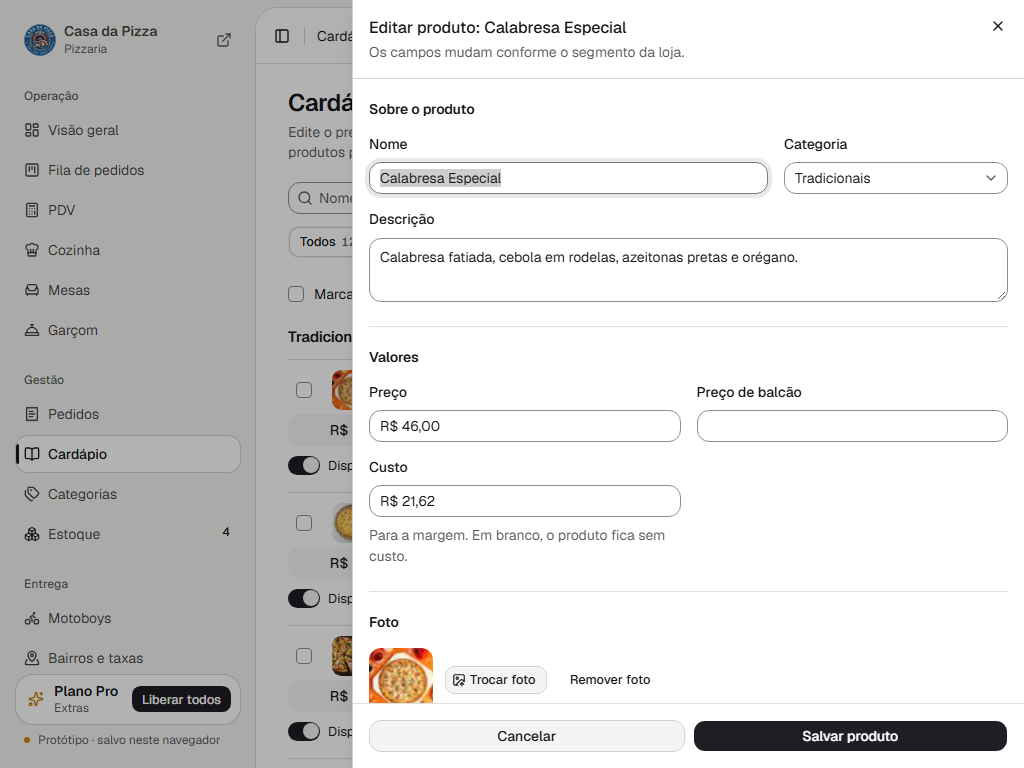 Casa da Pizza
Pizzaria
Operação
Visão geral
Fila de pedidos
PDV
Cozinha
Mesas
Garçom
Gestão
Pedidos
Cardápio
Categorias
Estoque 4
Entrega
Motoboys
Bairros e taxas
Plano Pro
Extras
Liberar todos
Protótipo · salvo neste navegador
Cardá
Cardá
Edite o pre
produtos p
Nome
Todos 12
Marca
Tradicion
R$
Disp
R$
Disp
R$
Disp
Editar produto: Calabresa Especial
Os campos mudam conforme o segmento da loja.
Sobre o produto
Nome Categoria
Calabresa Especial Tradicionais
Descrição
Calabresa fatiada, cebola em rodelas, azeitonas pretas e orégano.
Valores
Preço Preço de balcão
R$ 46,00
Custo
R$ 21,62
Para a margem. Em branco, o produto fica sem
custo.
Foto
Trocar foto Remover foto
Cancelar Salvar produto